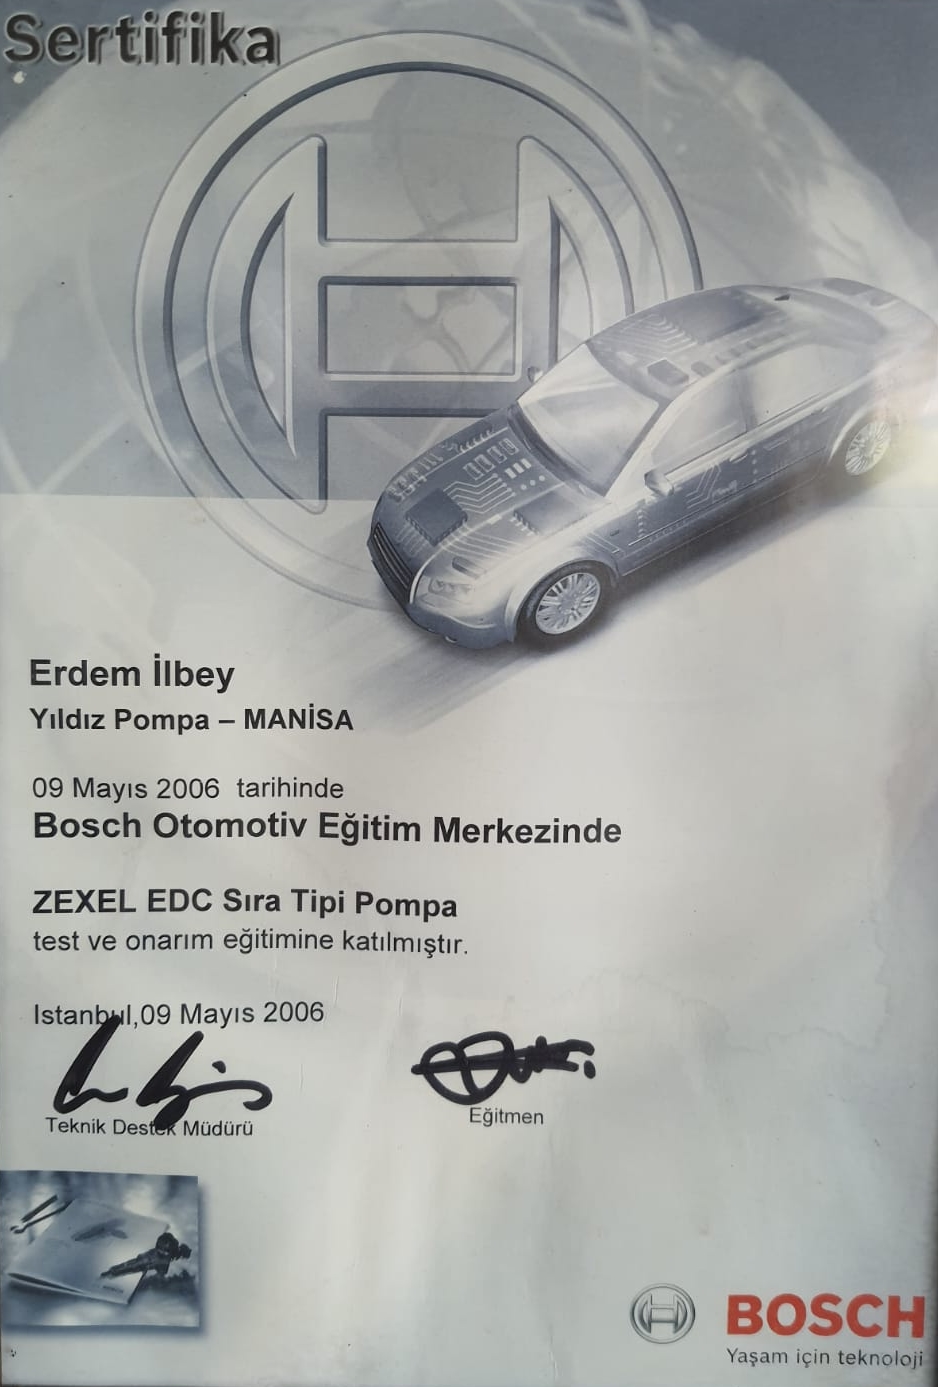 Sertifika
Erdem İlbey
Yıldız Pompa – MANİSA
09 Mayıs 2006 tarihinde
Bosch Otomotiv Eğitim Merkezinde
ZEXEL EDC Sıra Tipi Pompa
test ve onarım eğitimine katılmıştır.
Istanbul,09 Mayıs 2006
Teknik Destek Müdürü
Eğitmen
BOSCH
Yaşam için teknoloji